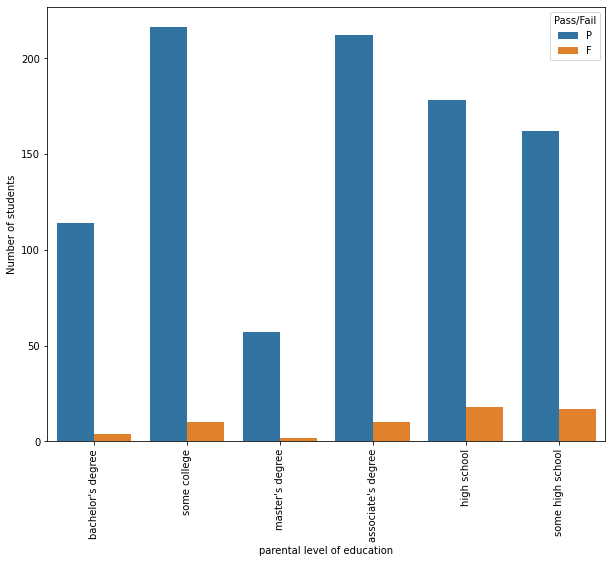 Pass/Fail
P
F
200
150
100
50
0
Number of students
bachelor's degree
some college
master's degree
associate's degree
high school
some high school
parental level of education